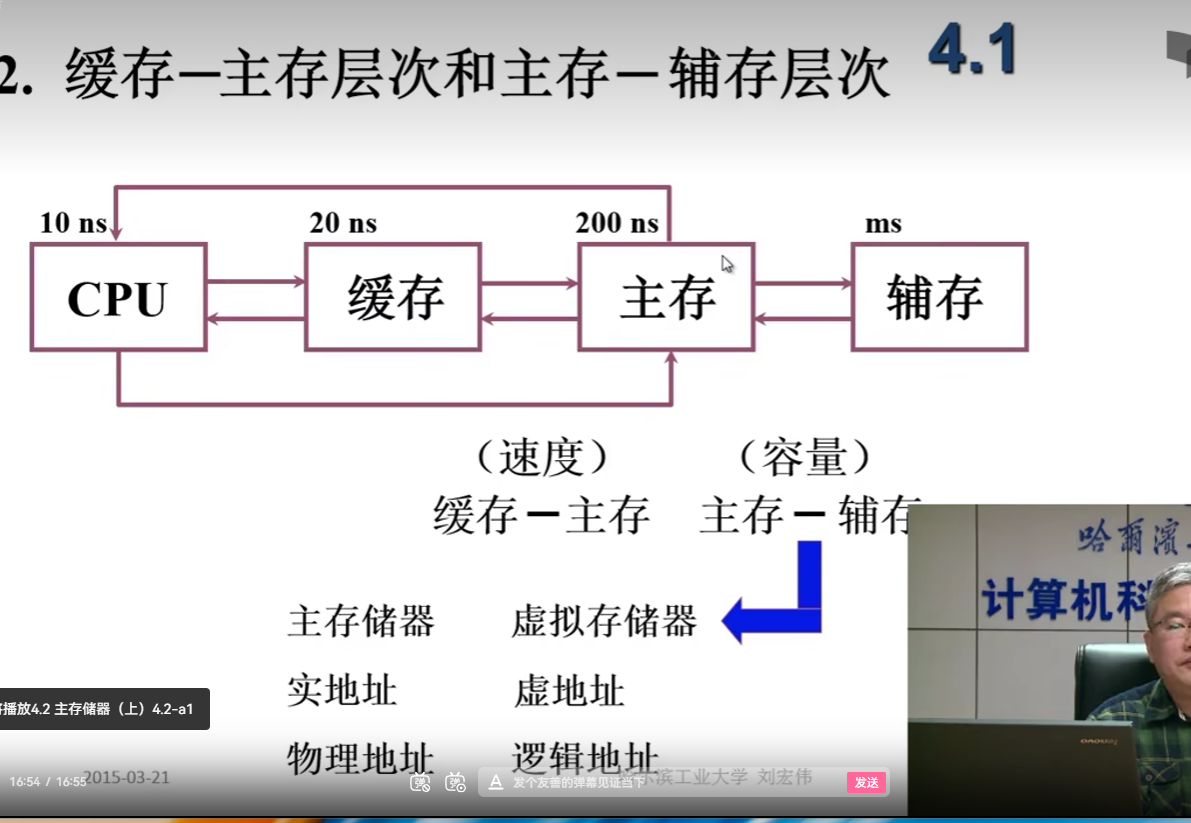 2. 缓存－主存层次和主存－辅存层次 4.1
10 ns 20 ns 200 ns ms
CPU 缓存 主存 辅存
（速度） （容量）
缓存－主存 主存－辅存
哈爾濱
计算机科
主存储器 虚拟存储器
实地址 虚地址
播放4.2 主存储器（上）4.2-a1
物理地址 逻辑地址
16:54 / 16:55 2015-03-21 弹 弹 A 发个友善的弹幕见证当下 尔滨工业大学 刘宏伟 发送
lenovo